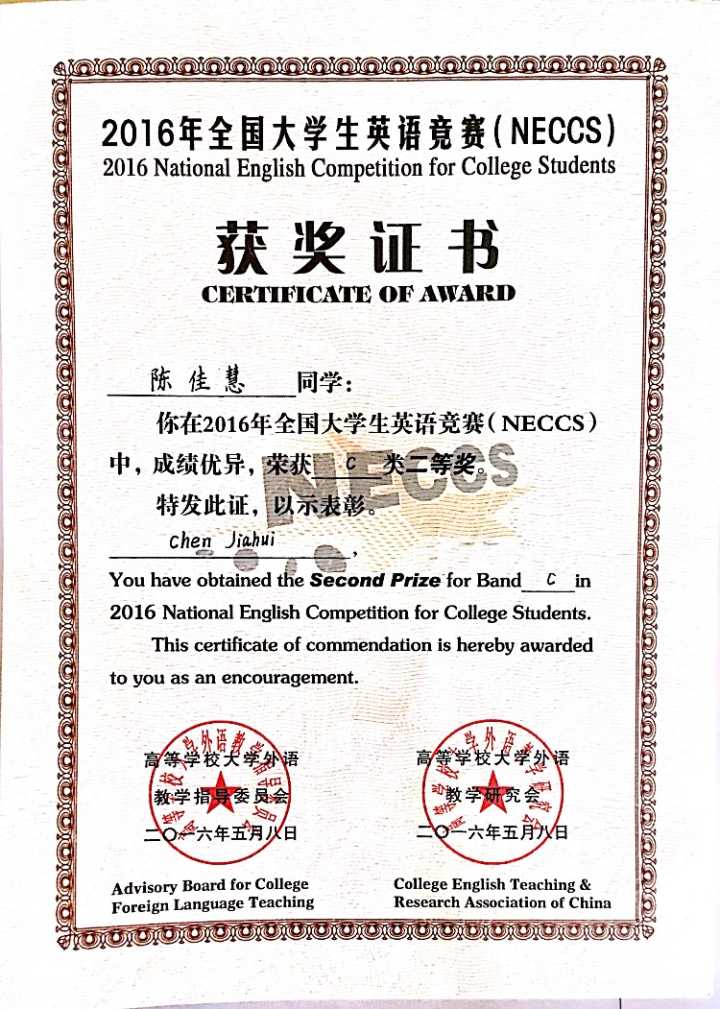 2016年全国大学生英语竞赛(NECCS)
2016 National English Competition for College Students
获奖证书
CERTIFICATE OF AWARD
陈佳慧 同学:
你在2016年全国大学生英语竞赛(NECCS)
中,成绩优异,荣获 C 类二等奖。
特发此证,以示表彰。
NECCS
Chen Jiahui ,
You have obtained the Second Prize for Band C in
2016 National English Competition for College Students.
This certificate of commendation is hereby awarded
to you as an encouragement.
高等学校大学外语
教学指导委员会
二〇一六年五月八日
Advisory Board for College
Foreign Language Teaching
高等学校大学外语
教学研究会
二〇一六年五月八日
College English Teaching &
Research Association of China